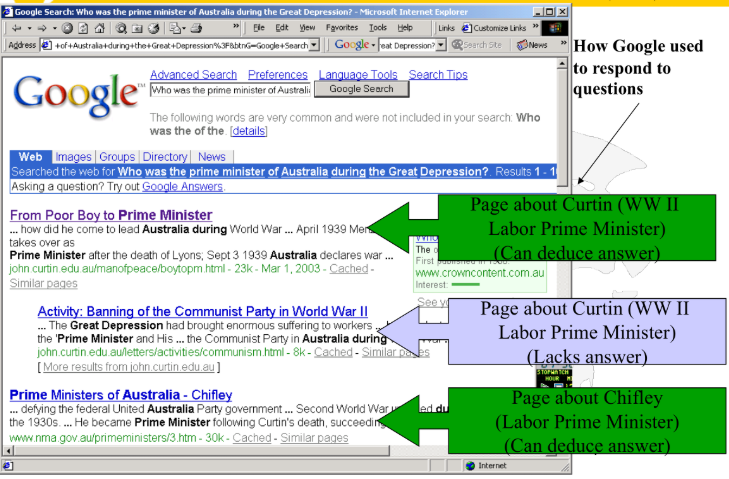 Google Search: Who was the prime minister of Australia during the Great Depression? - Microsoft Internet Explorer
File Edit View Favorites Tools Help Links Customize Links
Address +of+Australia+during+the+Great+Depression%3F&btnG=Google+Search Google eat Depression? Search Site News
How Google used
to respond to
questions
Advanced Search Preferences Language Tools Search Tips
Google
Who was the prime minister of Australi Google Search
The following words are very common and were not included in your search: Who
was the of the. [details]
Web Images Groups Directory News
Searched the web for Who was the prime minister of Australia during the Great Depression?. Results 1 - 1
Asking a question? Try out Google Answers.
From Poor Boy to Prime Minister
... how did he come to lead Australia during World War ... April 1939 Men
takes over as
Prime Minister after the death of Lyons; Sept 3 1939 Australia declares war ...
john.curtin.edu.au/manofpeace/boytopm.html - 23k - Mar 1, 2003 - Cached -
Similar pages
The
First published in
www.crowncontent.com.au
Interest:
See
Page about Curtin (WW II
Labor Prime Minister)
(Can deduce answer)
Activity: Banning of the Communist Party in World War II
... The Great Depression had brought enormous suffering to workers ...
the 'Prime Minister and His ... the Communist Party in Australia during
john.curtin.edu.au/letters/activities/communism.html - 8k - Cached - Similar pages
[ More results from john.curtin.edu.au ]
Page about Curtin (WW II
Labor Prime Minister)
(Lacks answer)
STOPWATCH
HOUR
Prime Ministers of Australia - Chifley
... defying the federal United Australia Party government ... Second World War
the 1930s. ... He became Prime Minister following Curtin's death, succeeding
www.nma.gov.au/primeministers/3.htm - 30k - Cached - Similar pages
Page about Chifley
(Labor Prime Minister)
(Can deduce answer)
Internet